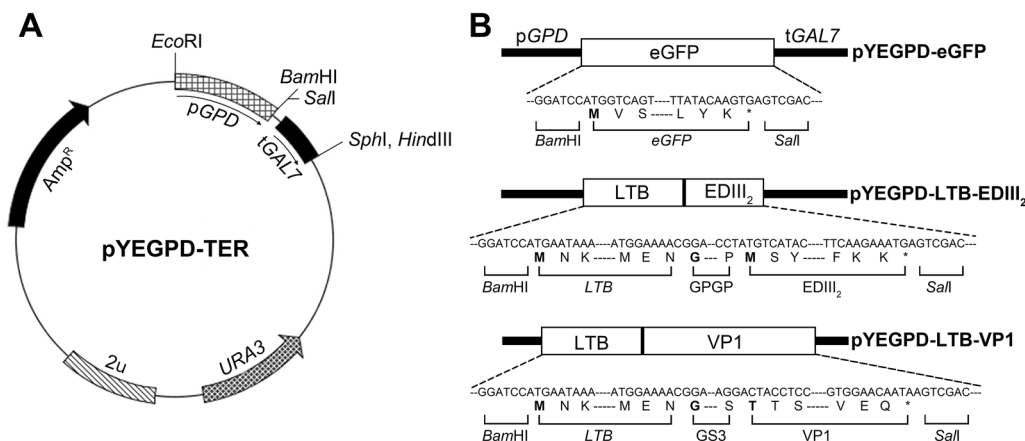 A
EcoRI
BamHI
SalI
pGPD
tGAL7
SphI, HindIII
Amp^R
pYEGPD-TER
2u
URA3
B
pGPD eGFP tGAL7 pYEGPD-eGFP
--GGATCCATGGTCAGT----TTATACAAGTGAGTCGAC---
M V S ----- L Y K *
BamHI eGFP SalI
LTB EDIII₂ pYEGPD-LTB-EDIII₂
--GGATCCATGAATAAA----ATGGAAAACGGA--CCTATGTCATAC----TTCAAGAAATGAGTCGAC---
M N K ----- M E N G --- P M S Y ----- F K K *
BamHI LTB GPGP EDIII₂ SalI
LTB VP1 pYEGPD-LTB-VP1
--GGATCCATGAATAAA----ATGGAAAACGGA--AGGACTACCTCC----GTGGAACAATAAGTCGAC---
M N K ----- M E N G --- S T T S ----- V E Q *
BamHI LTB GS3 VP1 SalI